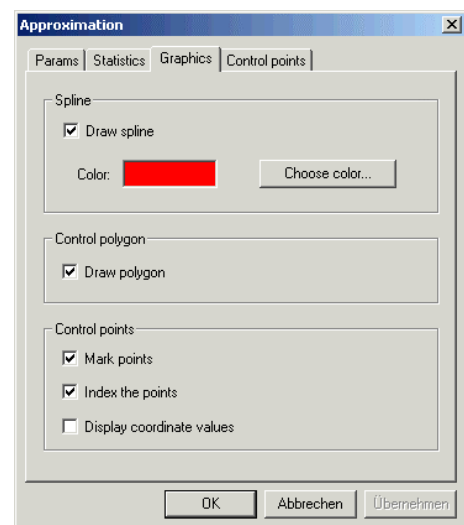 Approximation
Params Statistics Graphics Control points
Spline
Draw spline
Color: Choose color...
Control polygon
Draw polygon
Control points
Mark points
Index the points
Display coordinate values
OK Abbrechen Übernehmen